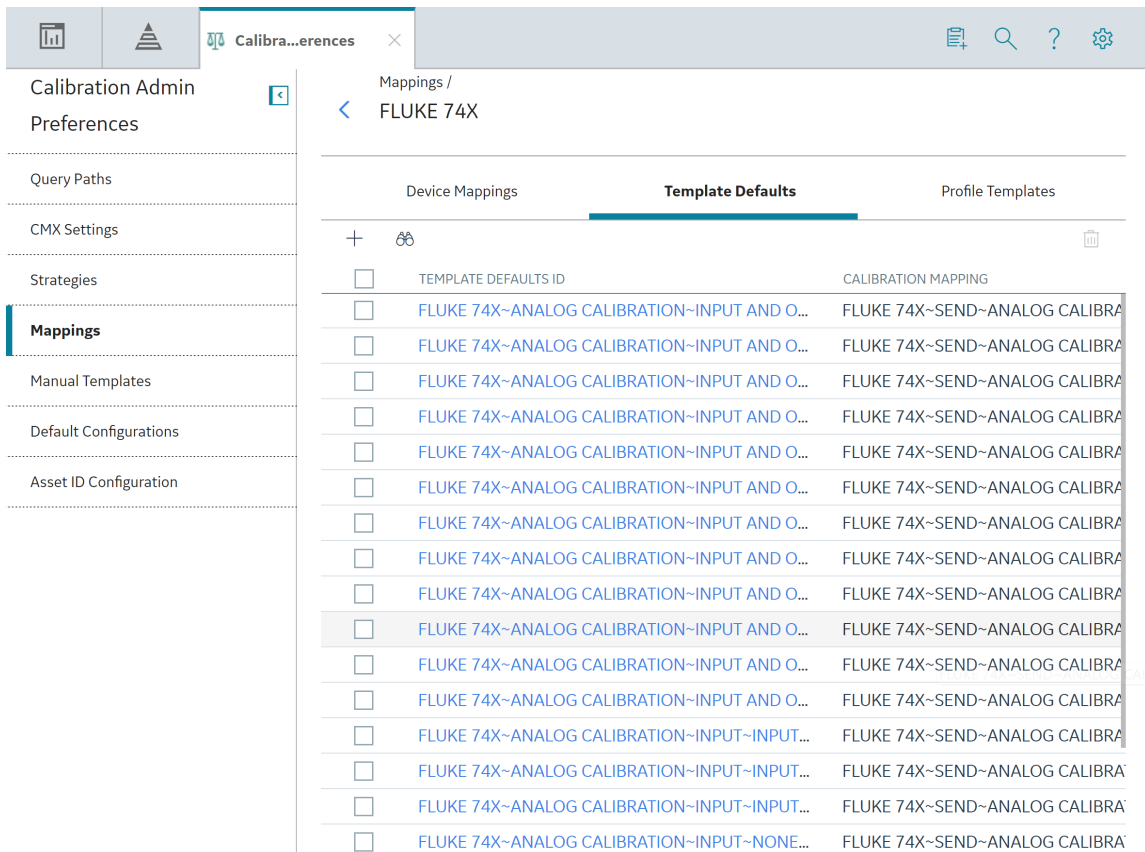 Calibra...erences
Calibration Admin
Preferences
Query Paths
CMX Settings
Strategies
Mappings
Manual Templates
Default Configurations
Asset ID Configuration
Mappings /
FLUKE 74X
Device Mappings
Template Defaults
Profile Templates
TEMPLATE DEFAULTS ID CALIBRATION MAPPING
FLUKE 74X~ANALOG CALIBRATION~INPUT AND O... FLUKE 74X~SEND~ANALOG CALIBRA
FLUKE 74X~ANALOG CALIBRATION~INPUT AND O... FLUKE 74X~SEND~ANALOG CALIBRA
FLUKE 74X~ANALOG CALIBRATION~INPUT AND O... FLUKE 74X~SEND~ANALOG CALIBRA
FLUKE 74X~ANALOG CALIBRATION~INPUT AND O... FLUKE 74X~SEND~ANALOG CALIBRA
FLUKE 74X~ANALOG CALIBRATION~INPUT AND O... FLUKE 74X~SEND~ANALOG CALIBRA
FLUKE 74X~ANALOG CALIBRATION~INPUT AND O... FLUKE 74X~SEND~ANALOG CALIBRA
FLUKE 74X~ANALOG CALIBRATION~INPUT AND O... FLUKE 74X~SEND~ANALOG CALIBRA
FLUKE 74X~ANALOG CALIBRATION~INPUT AND O... FLUKE 74X~SEND~ANALOG CALIBRA
FLUKE 74X~ANALOG CALIBRATION~INPUT AND O... FLUKE 74X~SEND~ANALOG CALIBRA
FLUKE 74X~ANALOG CALIBRATION~INPUT AND O... FLUKE 74X~SEND~ANALOG CALIBRA
FLUKE 74X~ANALOG CALIBRATION~INPUT AND O... FLUKE 74X~SEND~ANALOG CALIBRA
FLUKE 74X~SEND~ANALOG CAL
FLUKE 74X~ANALOG CALIBRATION~INPUT AND O... FLUKE 74X~SEND~ANALOG CALIBRA
FLUKE 74X~ANALOG CALIBRATION~INPUT~INPUT... FLUKE 74X~SEND~ANALOG CALIBRA
FLUKE 74X~ANALOG CALIBRATION~INPUT~INPUT... FLUKE 74X~SEND~ANALOG CALIBRA
FLUKE 74X~ANALOG CALIBRATION~INPUT~INPUT... FLUKE 74X~SEND~ANALOG CALIBRA
FLUKE 74X~ANALOG CALIBRATION~INPUT~NONE... FLUKE 74X~SEND~ANALOG CALIBRA